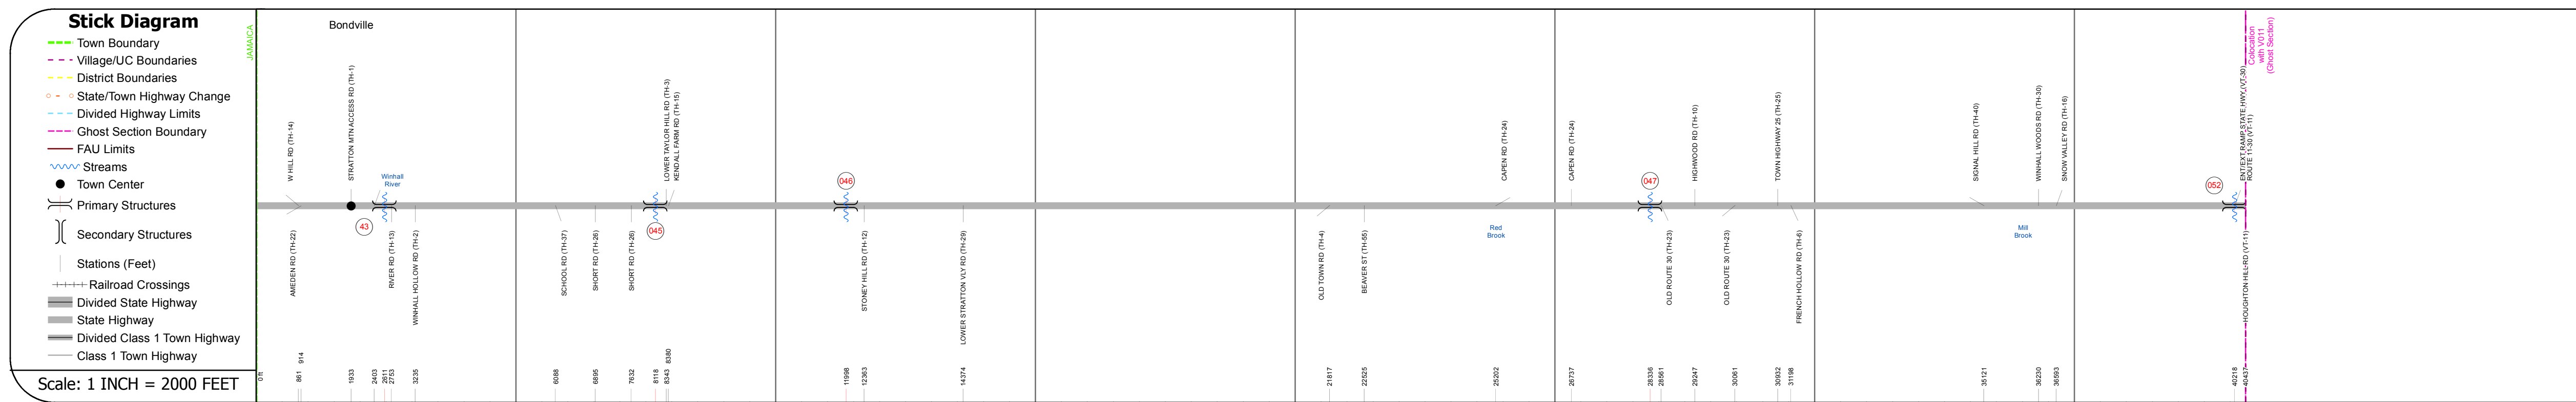 Stick Diagram
Town Boundary
Village/UC Boundaries
District Boundaries
State/Town Highway Change
Divided Highway Limits
Ghost Section Boundary
FAU Limits
Streams
Town Center
Primary Structures
Secondary Structures
Stations (Feet)
Railroad Crossings
Divided State Highway
State Highway
Divided Class 1 Town Highway
Class 1 Town Highway
Scale: 1 INCH = 2000 FEET
JAMAICA
Bondville
W HILL RD (TH-14)
STRATTON MTN ACCESS RD (TH-1)
Winhall
River
LOWER TAYLOR HILL RD (TH-3)
KENDALL FARM RD (TH-15)
046
CAPEN RD (TH-24)
CAPEN RD (TH-24)
047
HIGHWOOD RD (TH-10)
TOWN HIGHWAY 25 (TH-25)
SIGNAL HILL RD (TH-40)
WINHALL WOODS RD (TH-30)
SNOW VALLEY RD (TH-16)
052
ENT/EXT RAMP STATE HWY (VT-30)
ROUTE 11-30 (VT-11)
Colocation
with V011
(Ghost Section)
AMEDEN RD (TH-22)
43
RIVER RD (TH-13)
WINHALL HOLLOW RD (TH-2)
SCHOOL RD (TH-37)
SHORT RD (TH-26)
SHORT RD (TH-26)
045
STONEY HILL RD (TH-12)
LOWER STRATTON VLY RD (TH-29)
OLD TOWN RD (TH-4)
BEAVER ST (TH-55)
Red
Brook
OLD ROUTE 30 (TH-23)
OLD ROUTE 30 (TH-23)
FRENCH HOLLOW RD (TH-6)
Mill
Brook
HOUGHTON HILL RD (VT-11)
0 ft
861
914
1933
2403
2611
2753
3235
6088
6895
7632
8118
8343
8380
11998
12363
14374
21817
22525
25202
26737
28336
28561
29247
30061
30932
31198
35121
36230
36593
40218
40437